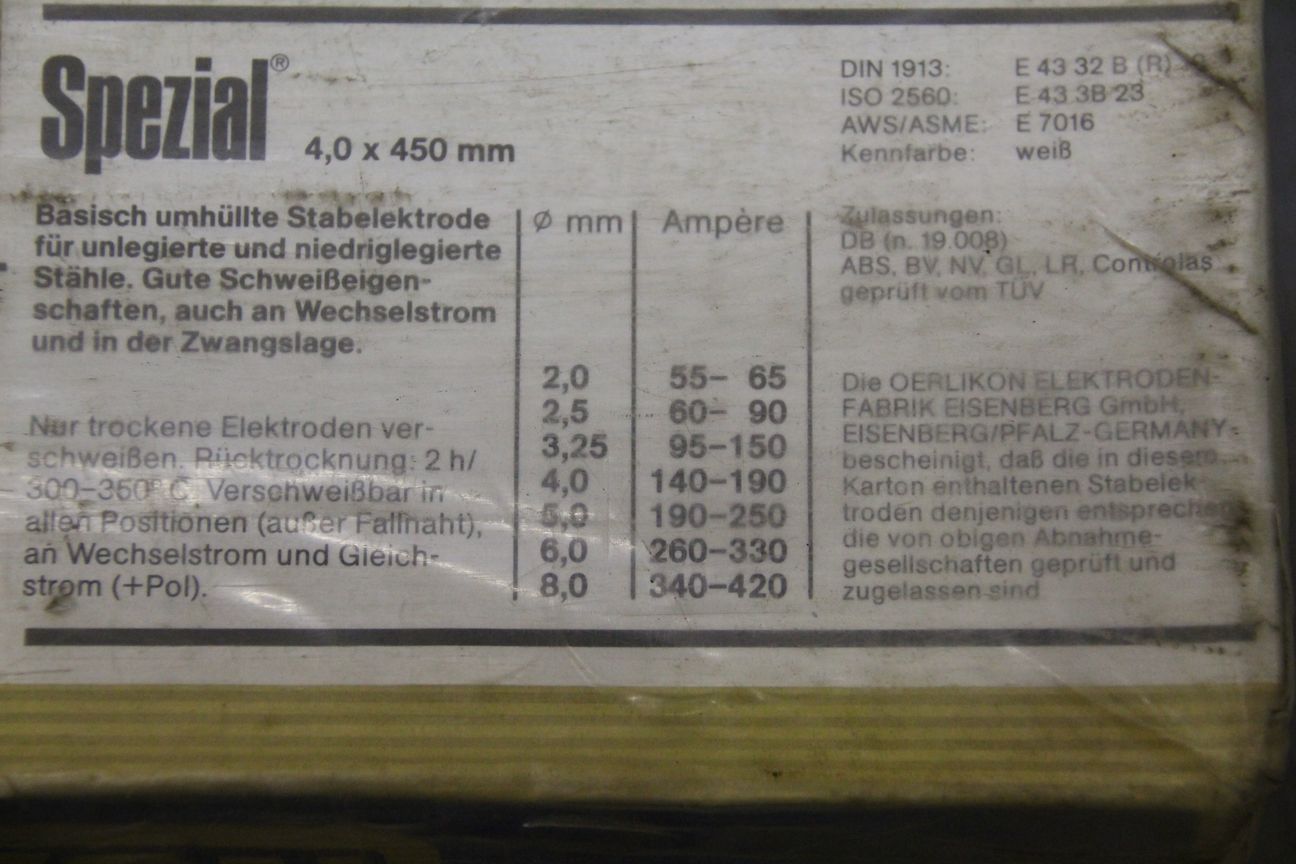 Spezial®
4,0 x 450 mm
DIN 1913: E 43 32 B (R)
ISO 2560: E 43 3B 23
AWS/ASME: E 7016
Kennfarbe: weiß
Basisch umhüllte Stabelektrode
für unlegierte und niedriglegierte
Stähle. Gute Schweißeigen-
schaften, auch an Wechselstrom
und in der Zwangslage.
Nur trockene Elektroden ver-
schweißen. Rücktrocknung: 2 h/
300–350° C. Verschweißbar in
allen Positionen (außer Fallnaht),
an Wechselstrom und Gleich-
strom (+Pol).
Ø mm Ampère
2,0 55– 65
2,5 60– 90
3,25 95–150
4,0 140–190
5,0 190–250
6,0 260–330
8,0 340–420
Zulassungen:
DB (n. 19.008)
ABS, BV, NV, GL, LR, Controlas
geprüft vom TÜV
Die OERLIKON ELEKTRODEN-
FABRIK EISENBERG GmbH,
EISENBERG/PFALZ-GERMANY
bescheinigt, daß die in diesem
Karton enthaltenen Stabelek-
troden denjenigen entsprechen
die von obigen Abnahme-
gesellschaften geprüft und
zugelassen sind